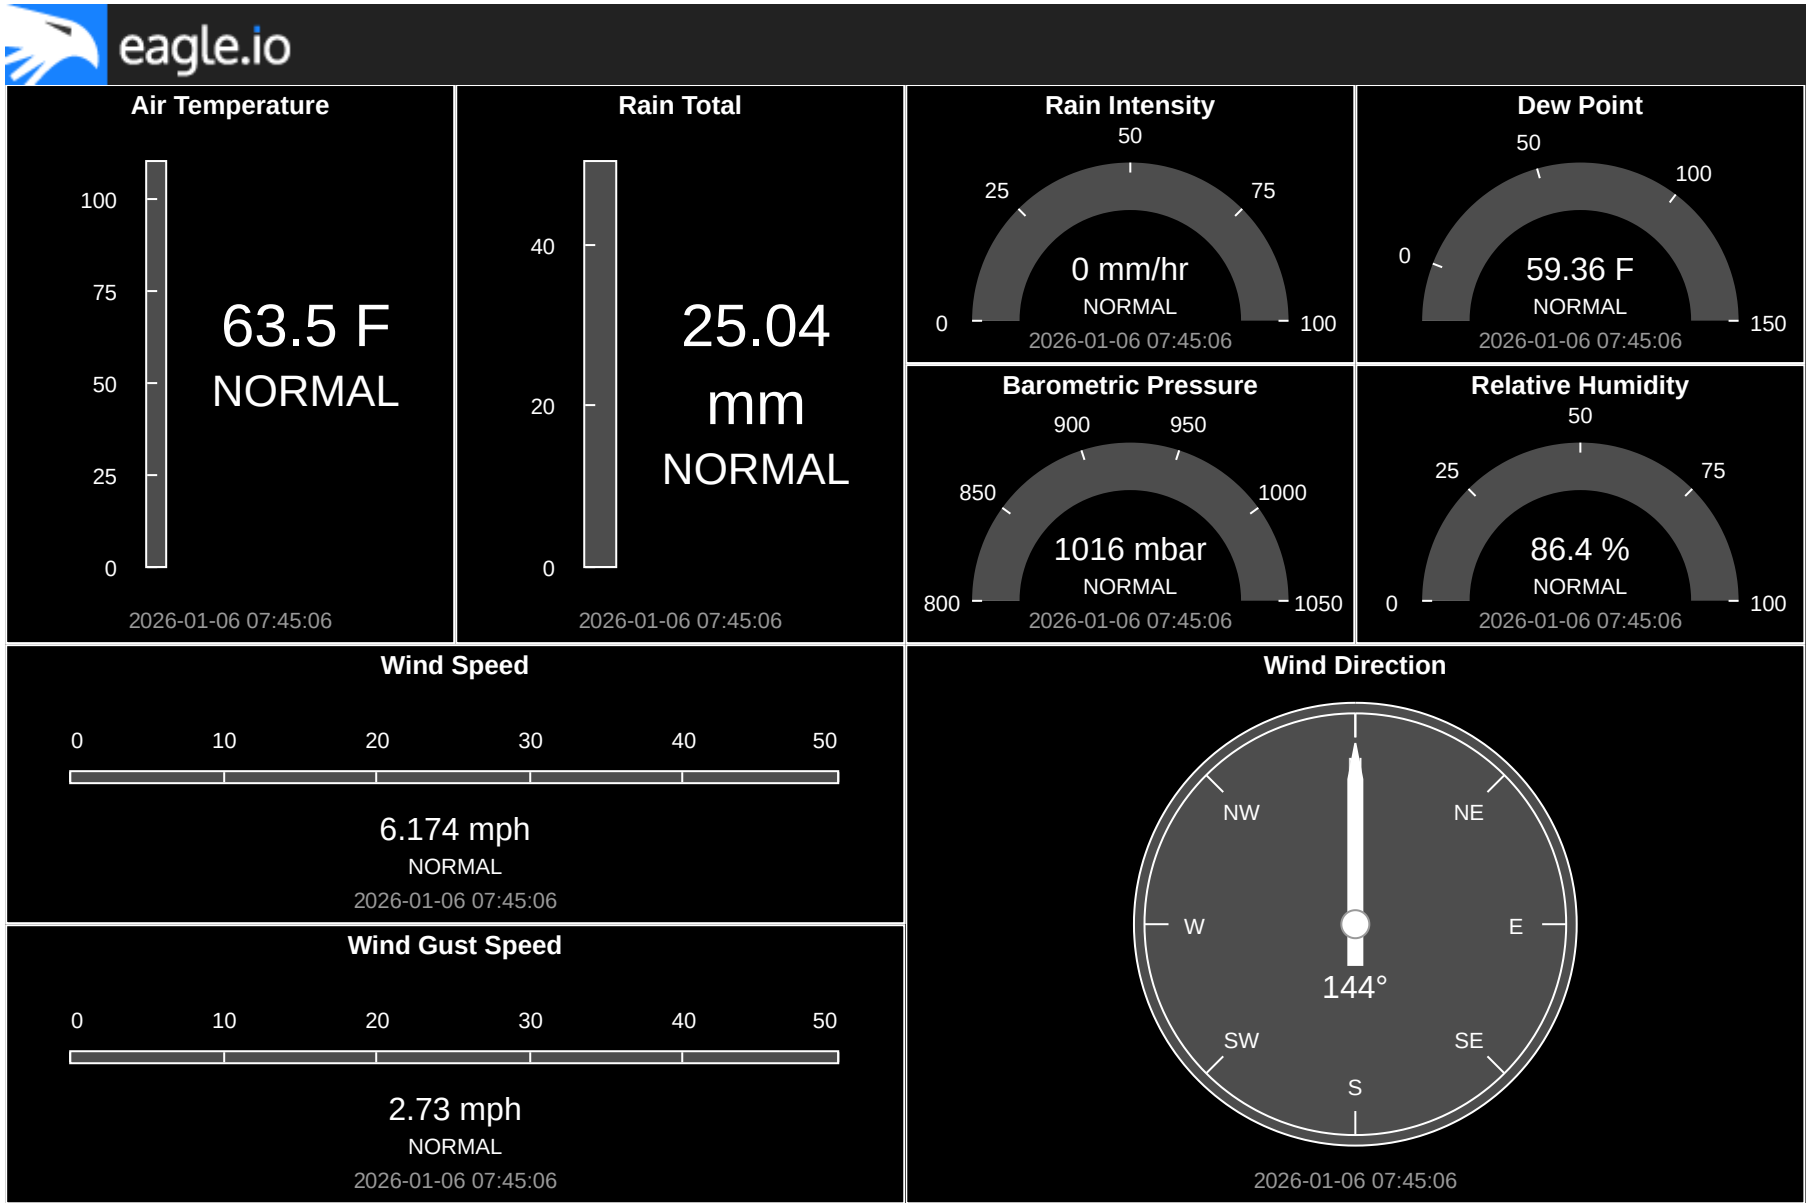 eagle.io
Air Temperature
100
75
50
25
0
63.5 F
NORMAL
2026-01-06 07:45:06
Rain Total
40
20
0
25.04
mm
NORMAL
2026-01-06 07:45:06
Rain Intensity
0
25
50
75
100
0 mm/hr
NORMAL
2026-01-06 07:45:06
Dew Point
0
50
100
150
59.36 F
NORMAL
2026-01-06 07:45:06
Barometric Pressure
800
850
900
950
1000
1050
1016 mbar
NORMAL
2026-01-06 07:45:06
Relative Humidity
0
25
50
75
100
86.4 %
NORMAL
2026-01-06 07:45:06
Wind Speed
0 10 20 30 40 50
6.174 mph
NORMAL
2026-01-06 07:45:06
Wind Gust Speed
0 10 20 30 40 50
2.73 mph
NORMAL
2026-01-06 07:45:06
Wind Direction
NW NE
W E
144°
SW SE
S
2026-01-06 07:45:06